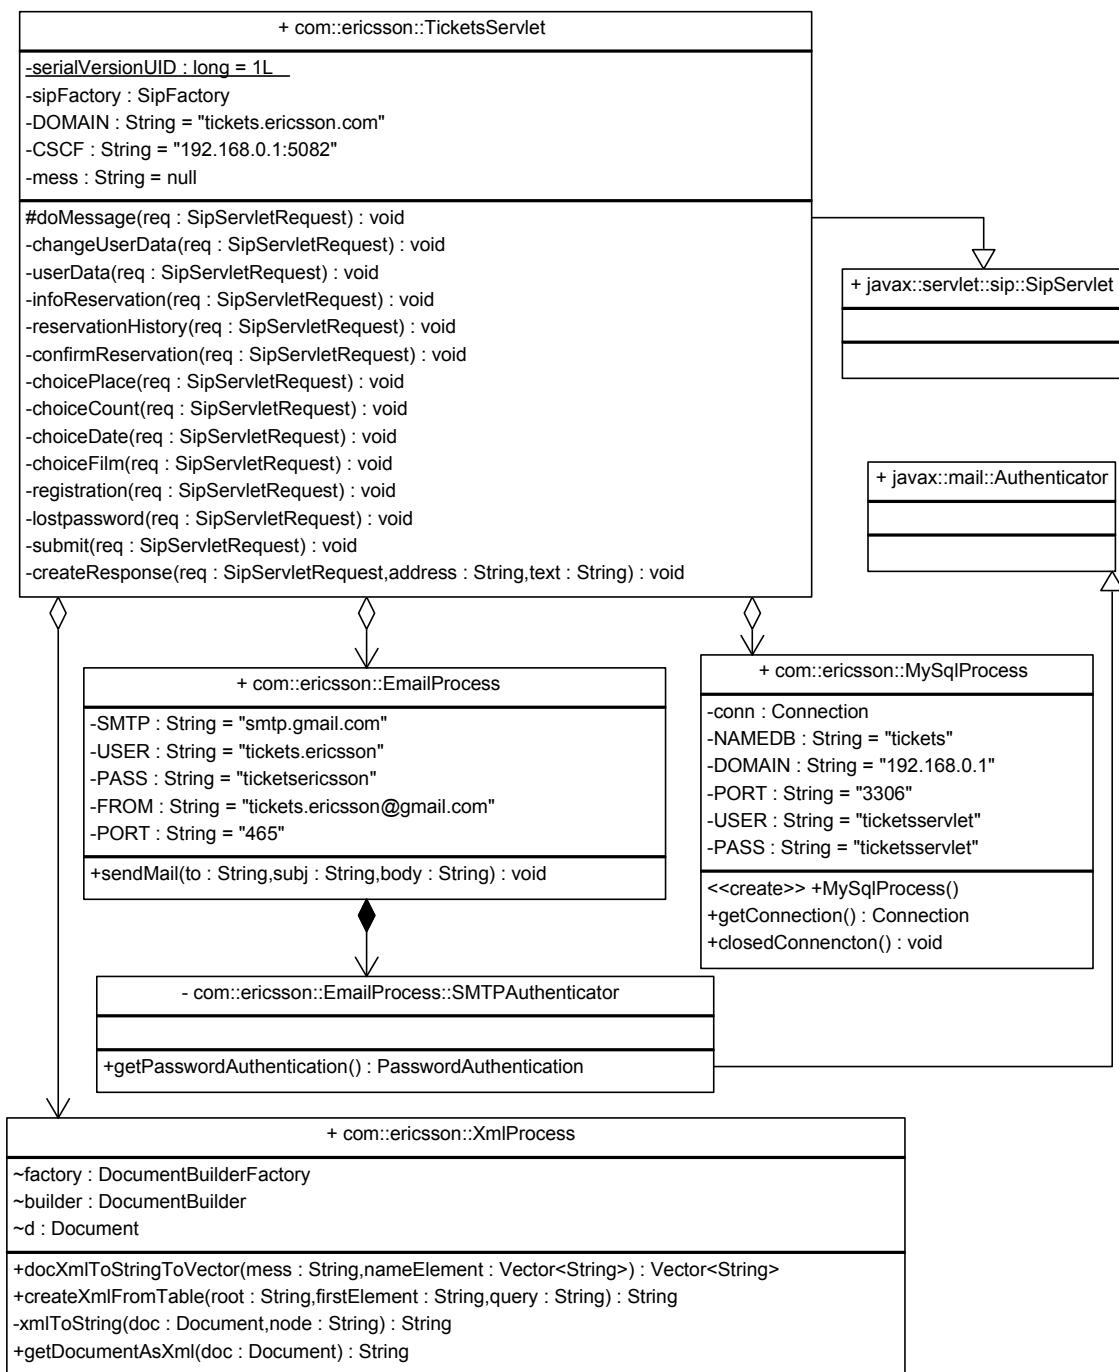 + com::ericsson::TicketsServlet
-serialVersionUID : long = 1L
-sipFactory : SipFactory
-DOMAIN : String = "tickets.ericsson.com"
-CSCF : String = "192.168.0.1:5082"
-mess : String = null
#doMessage(req : SipServletRequest) : void
-changeUserData(req : SipServletRequest) : void
-userData(req : SipServletRequest) : void
-infoReservation(req : SipServletRequest) : void
-reservationHistory(req : SipServletRequest) : void
-confirmReservation(req : SipServletRequest) : void
-choicePlace(req : SipServletRequest) : void
-choiceCount(req : SipServletRequest) : void
-choiceDate(req : SipServletRequest) : void
-choiceFilm(req : SipServletRequest) : void
-registration(req : SipServletRequest) : void
-lostpassword(req : SipServletRequest) : void
-submit(req : SipServletRequest) : void
-createResponse(req : SipServletRequest,address : String,text : String) : void
+ javax::servlet::sip::SipServlet
+ javax::mail::Authenticator
+ com::ericsson::EmailProcess
-SMTP : String = "smtp.gmail.com"
-USER : String = "tickets.ericsson"
-PASS : String = "ticketsericsson"
-FROM : String = "tickets.ericsson@gmail.com"
-PORT : String = "465"
+sendMail(to : String,subj : String,body : String) : void
+ com::ericsson::MySqlProcess
-conn : Connection
-NAMEDB : String = "tickets"
-DOMAIN : String = "192.168.0.1"
-PORT : String = "3306"
-USER : String = "ticketsservlet"
-PASS : String = "ticketsservlet"
<<create>> +MySqlProcess()
+getConnection() : Connection
+closedConnencton() : void
- com::ericsson::EmailProcess::SMTPAuthenticator
+getPasswordAuthentication() : PasswordAuthentication
+ com::ericsson::XmlProcess
~factory : DocumentBuilderFactory
~builder : DocumentBuilder
~d : Document
+docXmlToStringToVector(mess : String,nameElement : Vector<String>) : Vector<String>
+createXmlFromTable(root : String,firstElement : String,query : String) : String
-xmlToString(doc : Document,node : String) : String
+getDocumentAsXml(doc : Document) : String